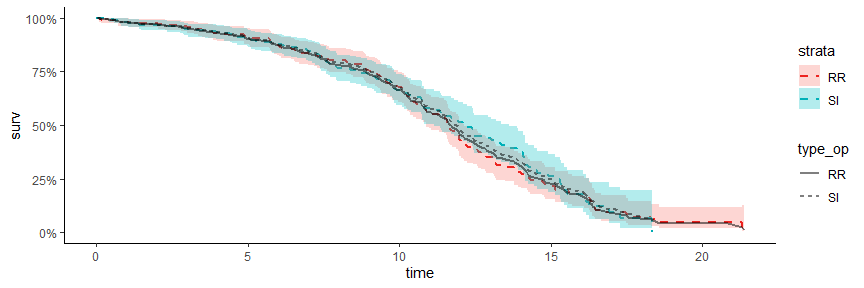 100%
75%
50%
25%
0%
surv
0 5 10 15 20
time
strata
RR
SI
type_op
RR
SI